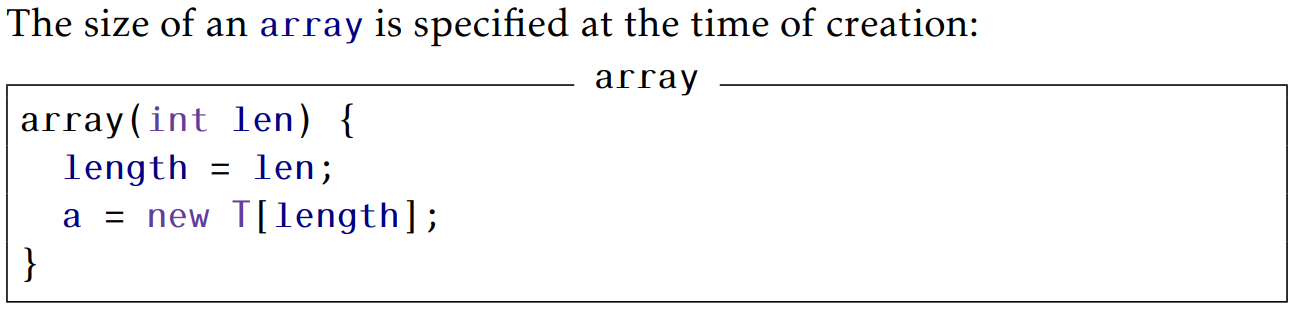 The size of an array is specified at the time of creation:
array
array(int len) {
  length = len;
  a = new T[length];
}